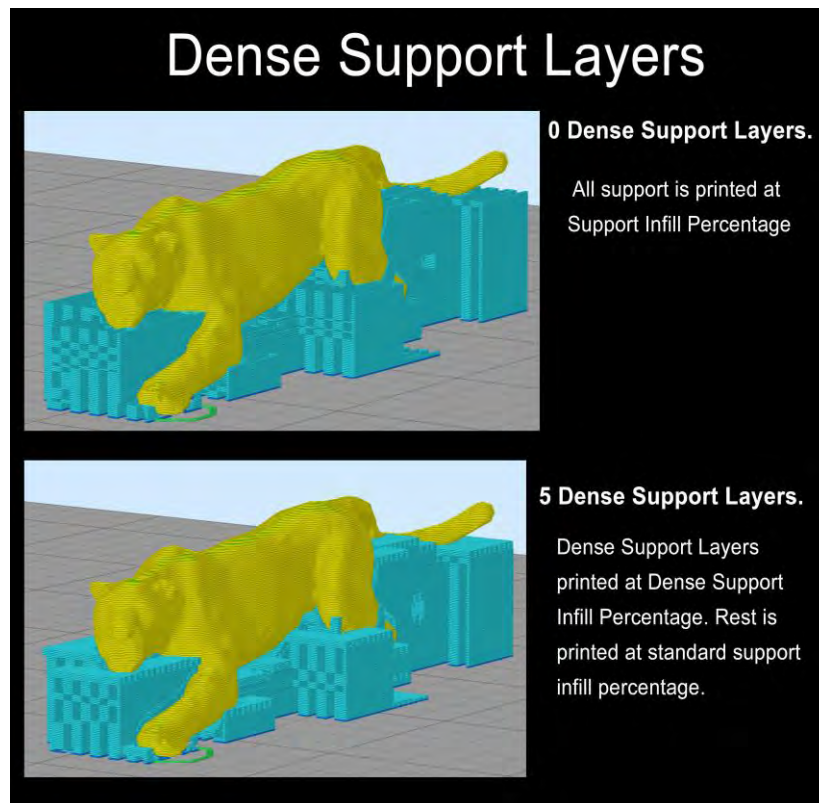 Dense Support Layers
0 Dense Support Layers.
All support is printed at
Support Infill Percentage
5 Dense Support Layers.
Dense Support Layers
printed at Dense Support
Infill Percentage. Rest is
printed at standard support
infill percentage.